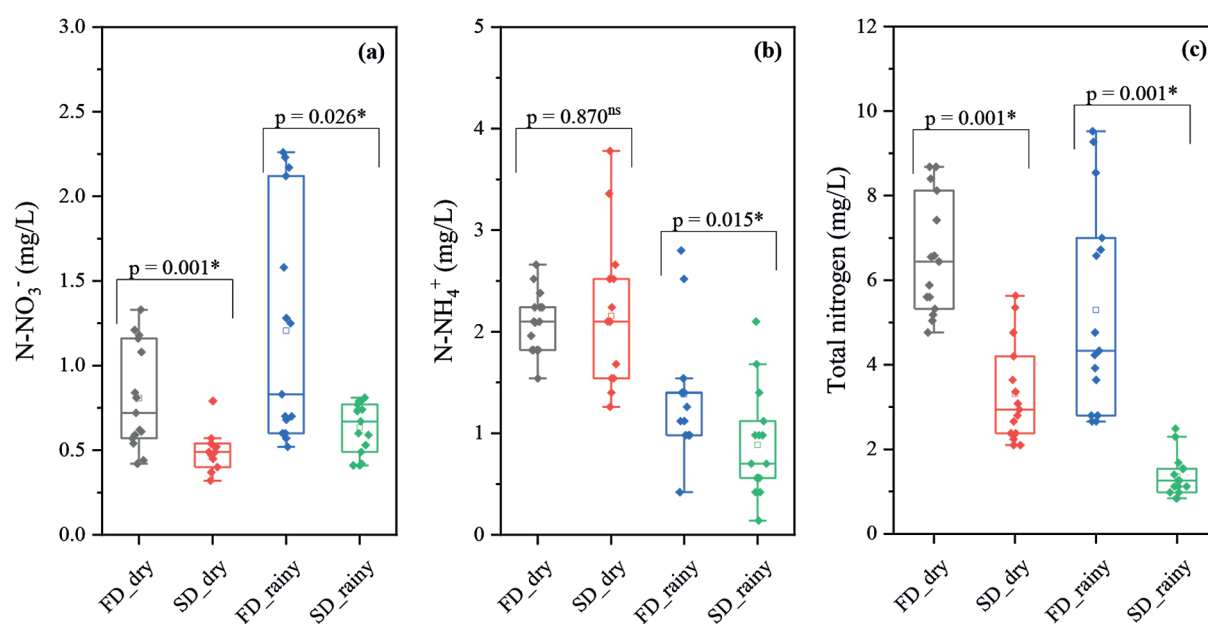 (a)
N-NO₃⁻ (mg/L)
3.0
2.5
2.0
1.5
1.0
0.5
0.0
p = 0.001*
p = 0.026*
FD_dry
SD_dry
FD_rainy
SD_rainy
(b)
N-NH₄⁺ (mg/L)
5
4
3
2
1
0
p = 0.870ⁿˢ
p = 0.015*
FD_dry
SD_dry
FD_rainy
SD_rainy
(c)
Total nitrogen (mg/L)
12
10
8
6
4
2
0
p = 0.001*
p = 0.001*
FD_dry
SD_dry
FD_rainy
SD_rainy